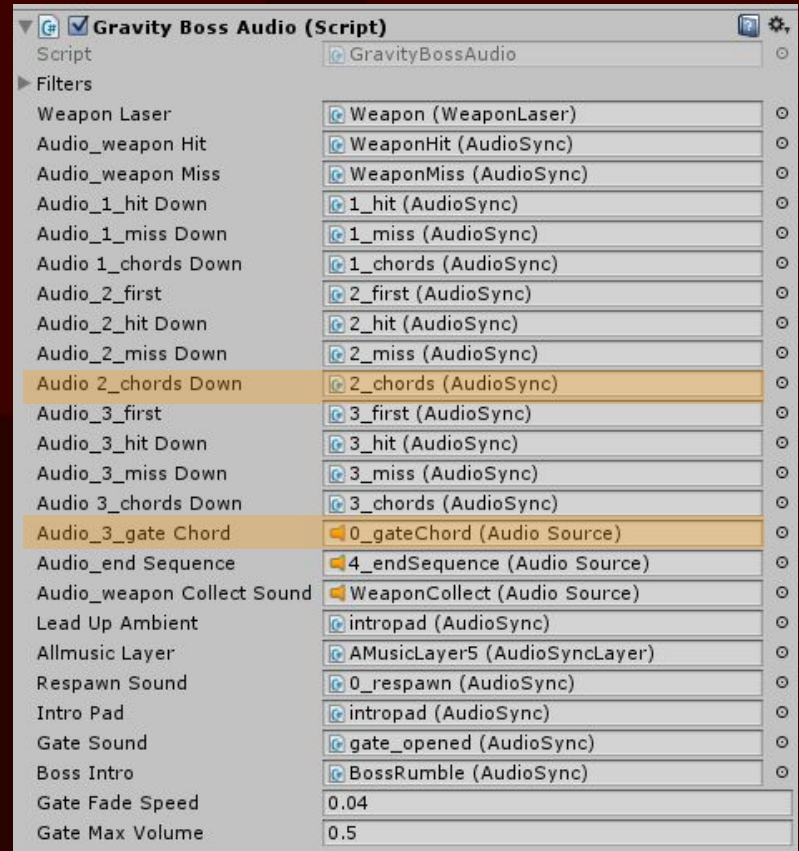 Gravity Boss Audio (Script)
Script GravityBossAudio
Filters
Weapon Laser Weapon (WeaponLaser)
Audio_weapon Hit WeaponHit (AudioSync)
Audio_weapon Miss WeaponMiss (AudioSync)
Audio_1_hit Down 1_hit (AudioSync)
Audio_1_miss Down 1_miss (AudioSync)
Audio 1_chords Down 1_chords (AudioSync)
Audio_2_first 2_first (AudioSync)
Audio_2_hit Down 2_hit (AudioSync)
Audio_2_miss Down 2_miss (AudioSync)
Audio 2_chords Down 2_chords (AudioSync)
Audio_3_first 3_first (AudioSync)
Audio_3_hit Down 3_hit (AudioSync)
Audio_3_miss Down 3_miss (AudioSync)
Audio 3_chords Down 3_chords (AudioSync)
Audio_3_gate Chord 0_gateChord (Audio Source)
Audio_end Sequence 4_endSequence (Audio Source)
Audio_weapon Collect Sound WeaponCollect (Audio Source)
Lead Up Ambient intropad (AudioSync)
Allmusic Layer AMusicLayer5 (AudioSyncLayer)
Respawn Sound 0_respawn (AudioSync)
Intro Pad intropad (AudioSync)
Gate Sound gate_opened (AudioSync)
Boss Intro BossRumble (AudioSync)
Gate Fade Speed 0.04
Gate Max Volume 0.5